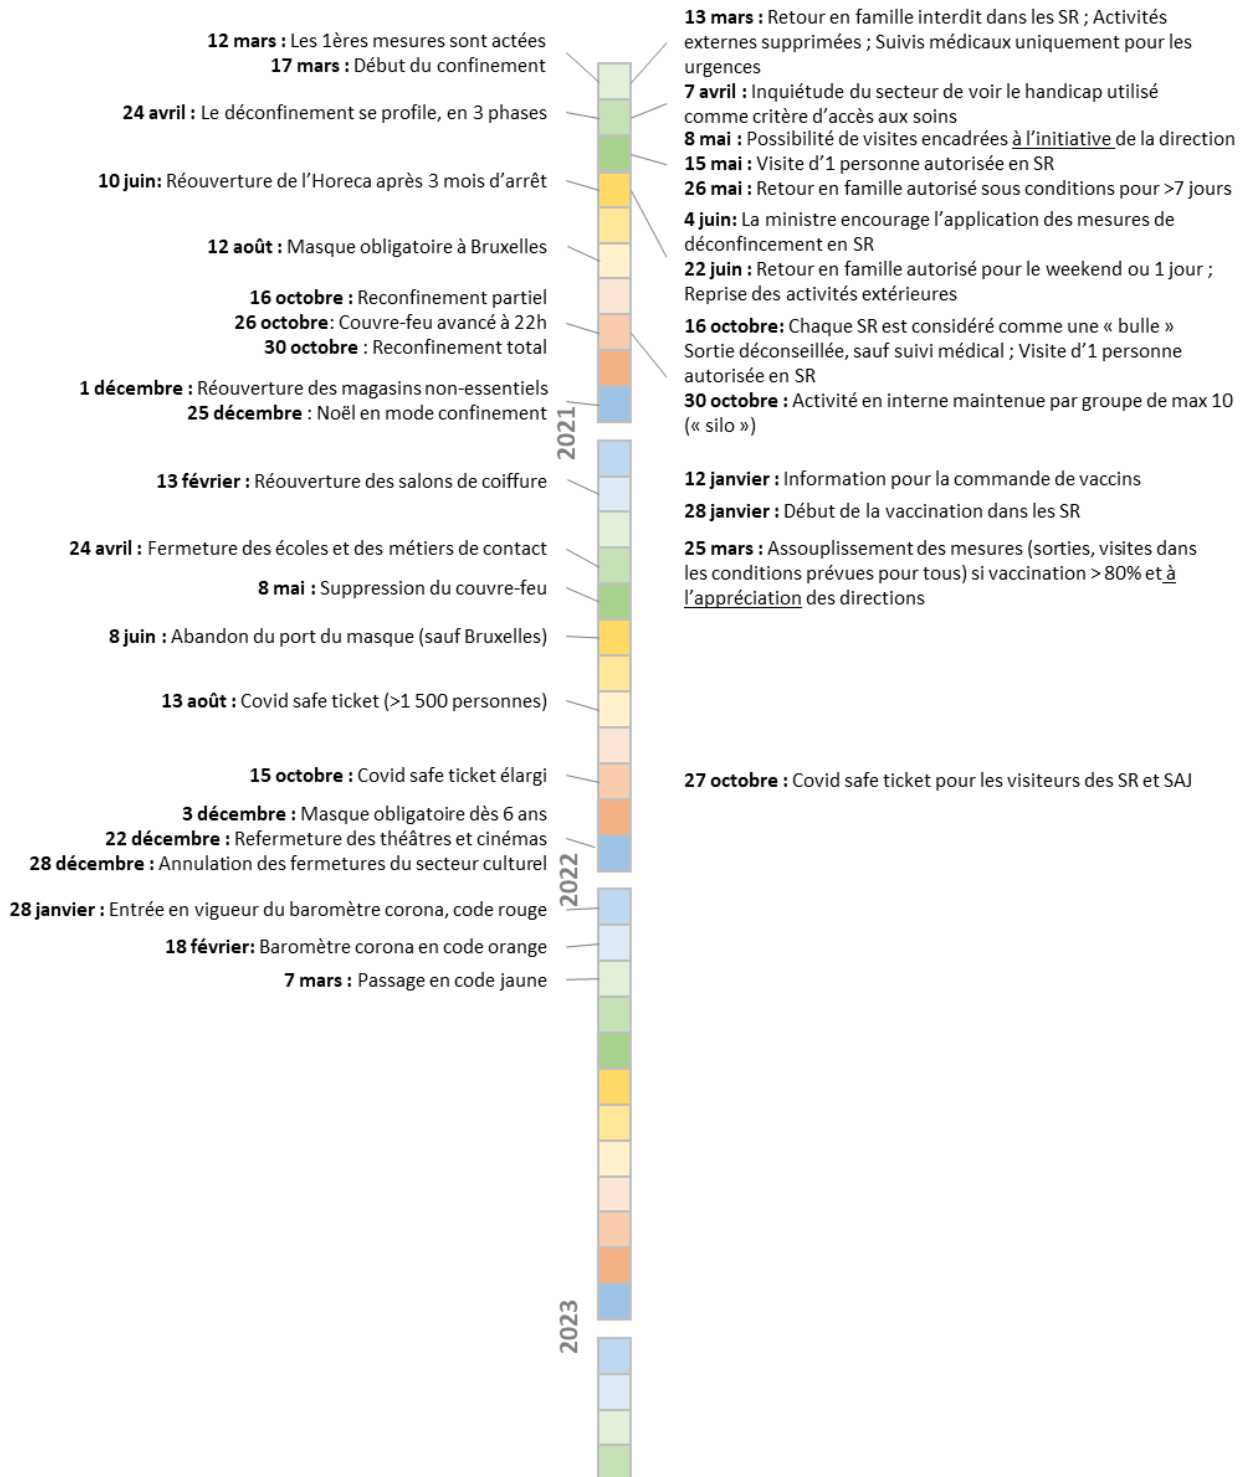 12 mars : Les 1ères mesures sont actées
17 mars : Début du confinement
24 avril : Le déconfinement se profile, en 3 phases
10 juin: Réouverture de l'Horeca après 3 mois d'arrêt
12 août : Masque obligatoire à Bruxelles
16 octobre : Reconfinement partiel
26 octobre: Couvre-feu avancé à 22h
30 octobre : Reconfinement total
1 décembre : Réouverture des magasins non-essentiels
25 décembre : Noël en mode confinement
13 mars : Retour en famille interdit dans les SR ; Activités
externes supprimées ; Suivis médicaux uniquement pour les
urgences
7 avril : Inquiétude du secteur de voir le handicap utilisé
comme critère d'accès aux soins
8 mai : Possibilité de visites encadrées à l'initiative de la direction
15 mai : Visite d'1 personne autorisée en SR
26 mai : Retour en famille autorisé sous conditions pour >7 jours
4 juin: La ministre encourage l'application des mesures de
déconfincement en SR
22 juin : Retour en famille autorisé pour le weekend ou 1 jour ;
Reprise des activités extérieures
16 octobre: Chaque SR est considéré comme une « bulle »
Sortie déconseillée, sauf suivi médical ; Visite d'1 personne
autorisée en SR
30 octobre : Activité en interne maintenue par groupe de max 10
(« silo »)
2021
13 février : Réouverture des salons de coiffure
24 avril : Fermeture des écoles et des métiers de contact
8 mai : Suppression du couvre-feu
8 juin : Abandon du port du masque (sauf Bruxelles)
13 août : Covid safe ticket (>1 500 personnes)
15 octobre : Covid safe ticket élargi
3 décembre : Masque obligatoire dès 6 ans
22 décembre : Refermeture des théâtres et cinémas
28 décembre : Annulation des fermetures du secteur culturel
12 janvier : Information pour la commande de vaccins
28 janvier : Début de la vaccination dans les SR
25 mars : Assouplissement des mesures (sorties, visites dans
les conditions prévues pour tous) si vaccination > 80% et à
l'appréciation des directions
27 octobre : Covid safe ticket pour les visiteurs des SR et SAJ
2022
28 janvier : Entrée en vigueur du baromètre corona, code rouge
18 février: Baromètre corona en code orange
7 mars : Passage en code jaune
2023